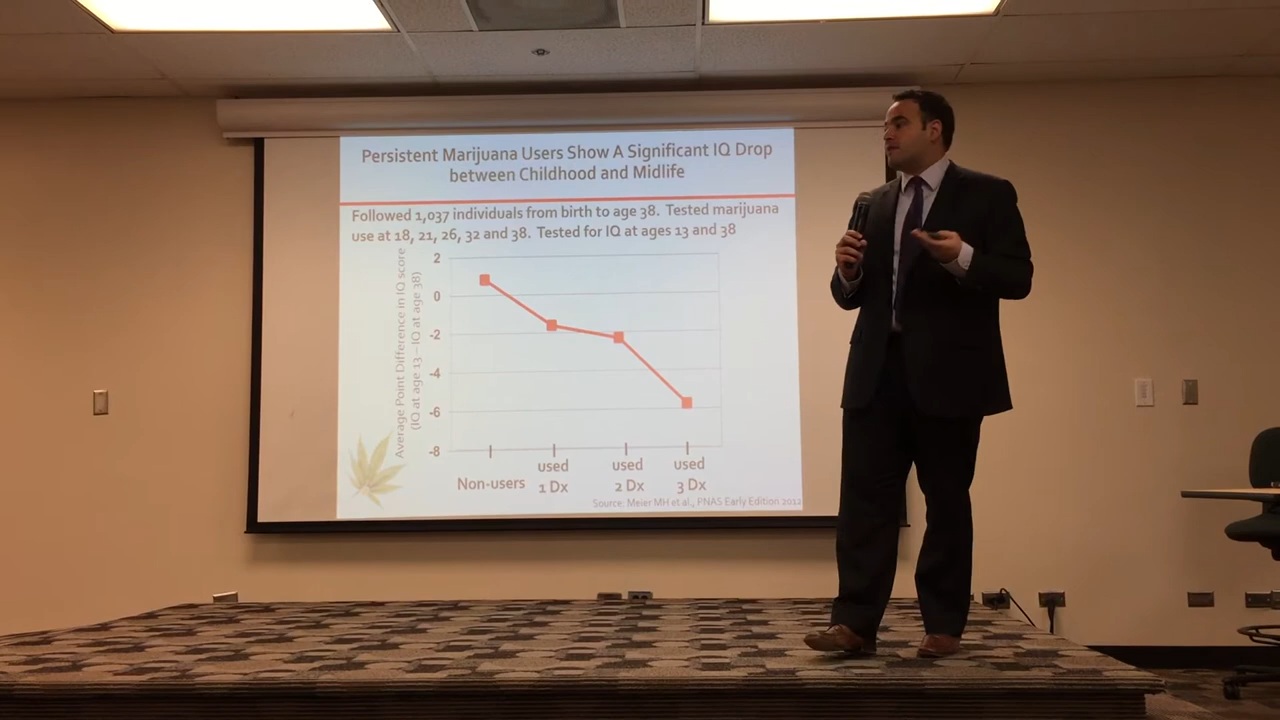 Persistent Marijuana Users Show A Significant IQ Drop
between Childhood and Midlife
Followed 1,037 individuals from birth to age 38. Tested marijuana
use at 18, 21, 26, 32 and 38. Tested for IQ at ages 13 and 38
Average Point Difference in IQ score
(IQ at age 13 – IQ at age 38)
2
0
-2
-4
-6
-8
Non-users
used
1 Dx
used
2 Dx
used
3 Dx
Source: Meier MH et al., PNAS Early Edition 2012